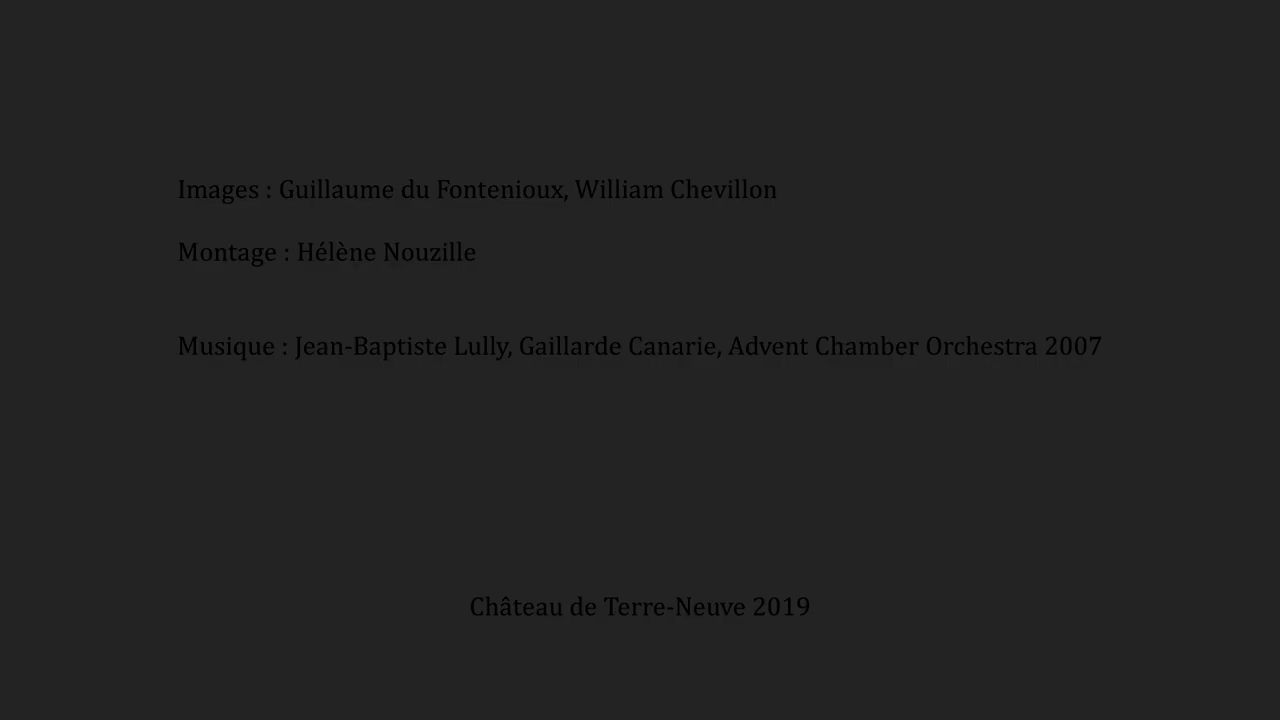 Images : Guillaume du Fontenioux, William Chevillon
Montage : Hélène Nouzille
Musique : Jean-Baptiste Lully, Gaillarde Canarie, Advent Chamber Orchestra 2007
Château de Terre-Neuve 2019